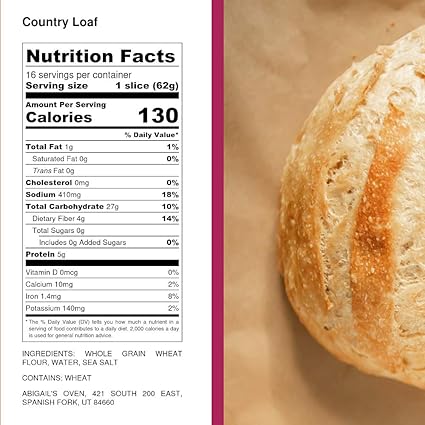 Country Loaf
Nutrition Facts
16 servings per container
Serving size 1 slice (62g)
Amount Per Serving
Calories 130
% Daily Value*
Total Fat 1g 1%
Saturated Fat 0g 0%
Trans Fat 0g
Cholesterol 0mg 0%
Sodium 410mg 18%
Total Carbohydrate 27g 10%
Dietary Fiber 4g 14%
Total Sugars 0g
Includes 0g Added Sugars 0%
Protein 5g
Vitamin D 0mcg 0%
Calcium 10mg 2%
Iron 1.4mg 8%
Potassium 140mg 2%
*The % Daily Value (DV) tells you how much a nutrient in a
serving of food contributes to a daily diet. 2,000 calories a day
is used for general nutrition advice.
INGREDIENTS: WHOLE GRAIN WHEAT
FLOUR, WATER, SEA SALT
CONTAINS: WHEAT
ABIGAIL'S OVEN, 421 SOUTH 200 EAST,
SPANISH FORK, UT 84660